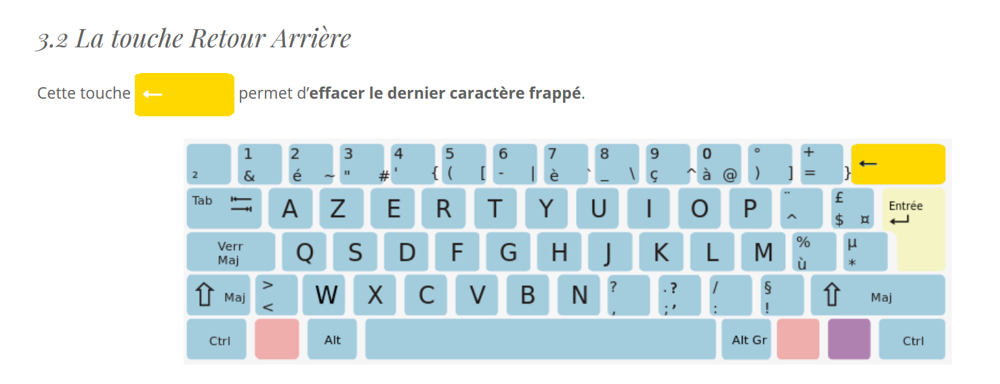 3.2 La touche Retour Arrière
Cette touche ← permet d’effacer le dernier caractère frappé.
1 2 3 4 5 6 7 8 9 0 ° +
² & é ~ " # ' { ( [ - | è ` _ \ ç ^ à @ ) ] = } ←
Tab A Z E R T Y U I O P ¨ ^ £ $ ¤ Entrée
Verr Maj Q S D F G H J K L M % ù µ *
Maj > < W X C V B N ? , . ? ; ’ / : § ! Maj
Ctrl Alt Alt Gr Ctrl